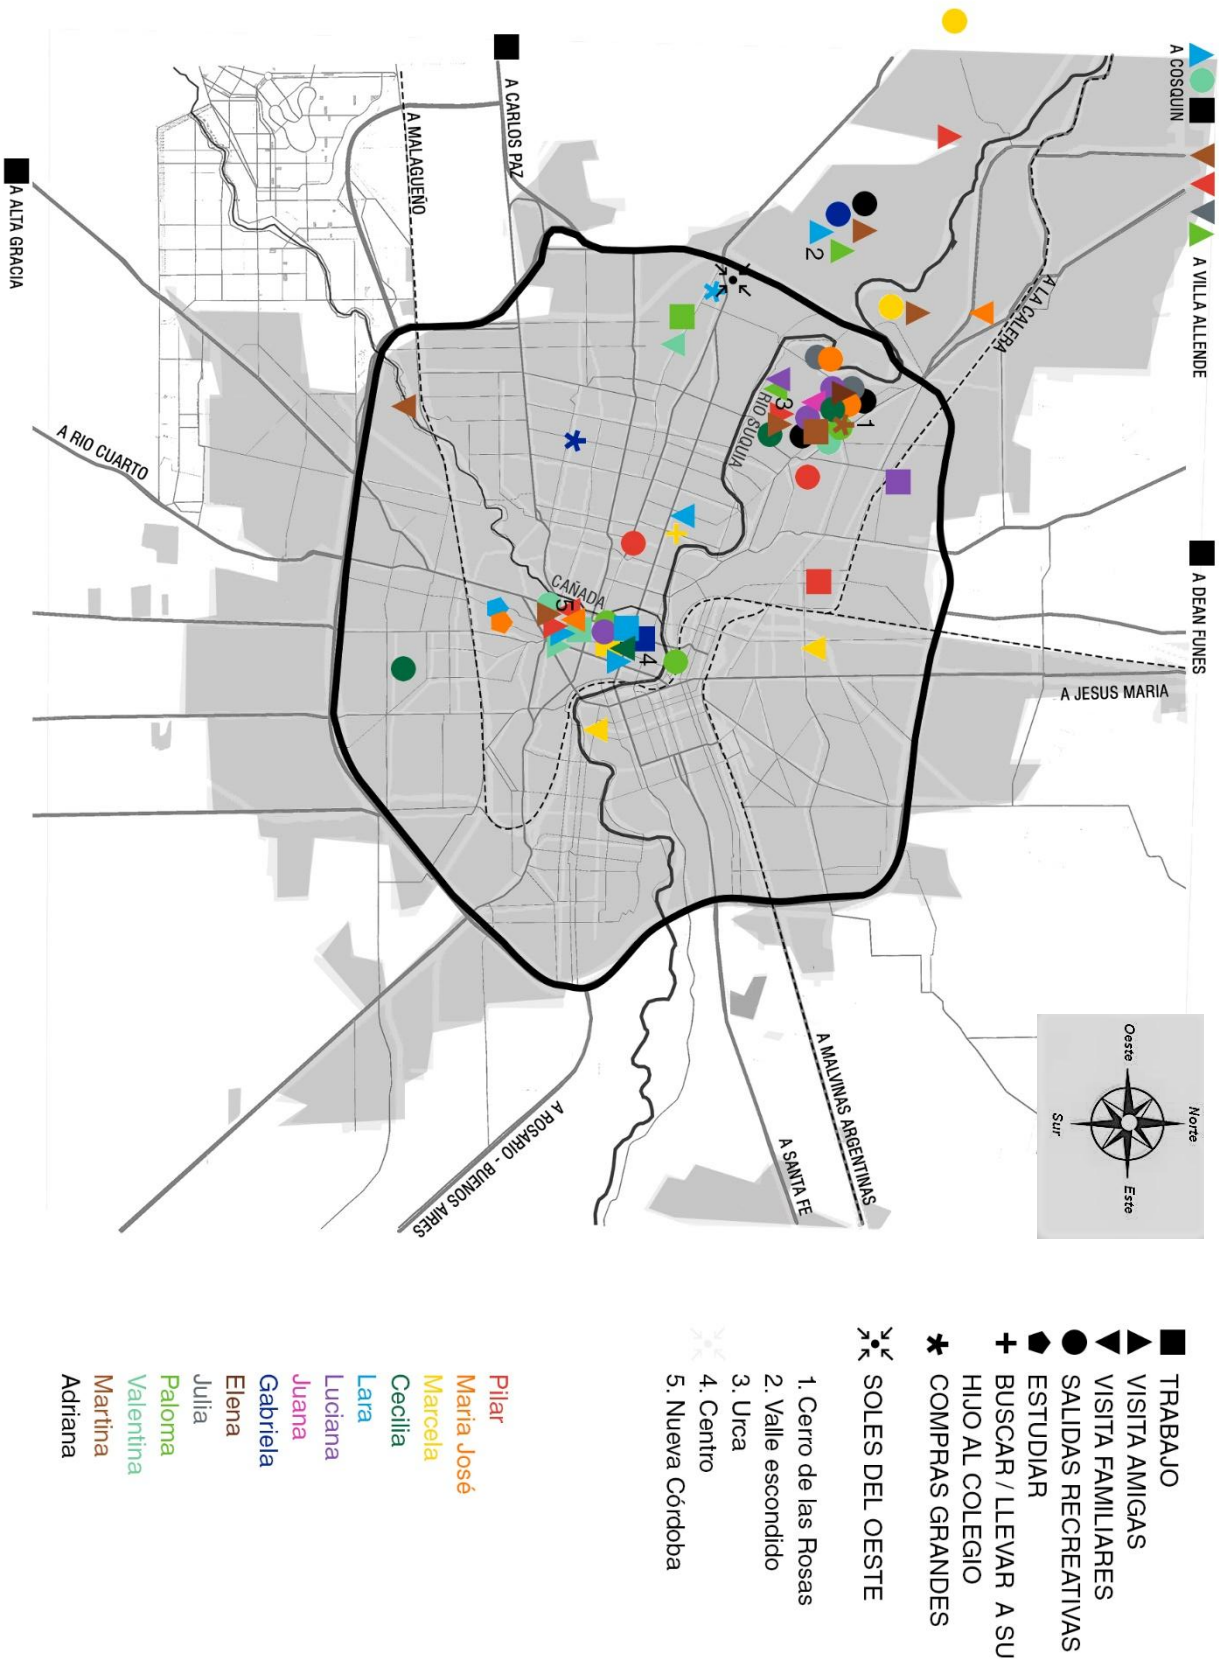 A COSQUIN
A VILLA ALLENDE
A DEAN FUNES
A CARLOS PAZ
A MALAGUEÑO
A ALTA GRACIA
A RIO CUARTO
A LA CALERA
A JESUS MARIA
RIO SUQUIA
CAÑADA
1
2
3
4
5
A MALVINAS ARGENTINAS
A SANTA FE
A ROSARIO - BUENOS AIRES
Norte
Oeste
Este
Sur
TRABAJO
VISITA AMIGAS
VISITA FAMILIARES
SALIDAS RECREATIVAS
ESTUDIAR
BUSCAR / LLEVAR A SU
HIJO AL COLEGIO
COMPRAS GRANDES
SOLES DEL OESTE
1. Cerro de las Rosas
2. Valle escondido
3. Urca
4. Centro
5. Nueva Córdoba
Pilar
Maria José
Marcela
Cecilia
Lara
Luciana
Juana
Gabriela
Elena
Julia
Paloma
Valentina
Martina
Adriana